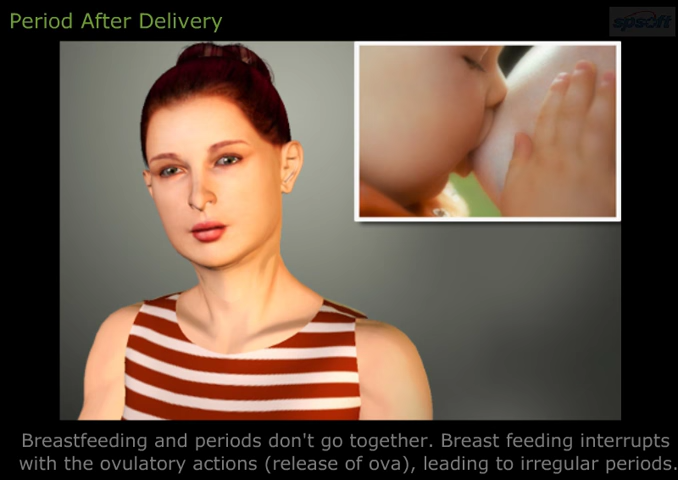 Period After Delivery
spsoft
Breastfeeding and periods don't go together. Breast feeding interrupts
with the ovulatory actions (release of ova), leading to irregular periods.